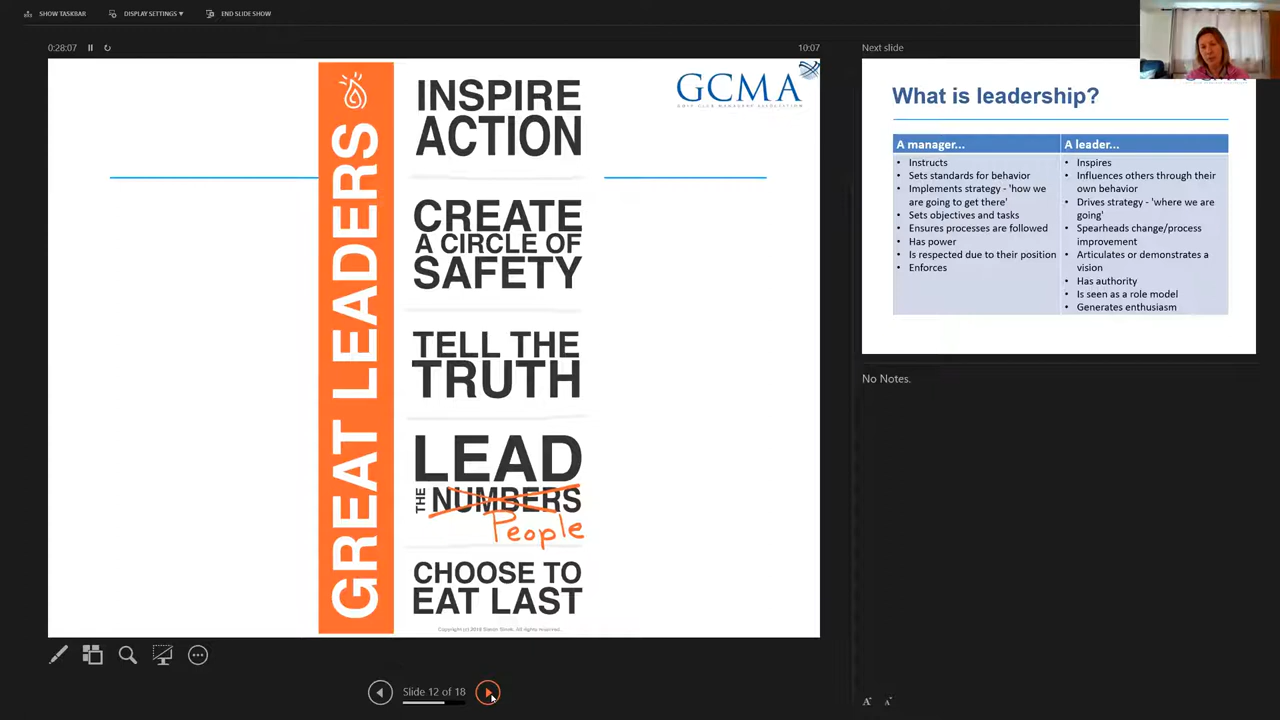 SHOW TASKBAR
DISPLAY SETTINGS
END SLIDE SHOW
0:28:07
10:07
GREAT LEADERS
INSPIRE
ACTION
CREATE
A CIRCLE OF
SAFETY
TELL THE
TRUTH
LEAD
THE NUMBERS
People
CHOOSE TO
EAT LAST
GCMA
GOLF CLUB MANAGEMENT ASSOCIATION
Slide 12 of 18
Next slide
What is leadership?
A manager...
• Instructs
• Sets standards for behavior
• Implements strategy - 'how we
are going to get there'
• Sets objectives and tasks
• Ensures processes are followed
• Has power
• Is respected due to their position
• Enforces
A leader...
• Inspires
• Influences others through their
own behavior
• Drives strategy - 'where we are
going'
• Spearheads change/process
improvement
• Articulates or demonstrates a
vision
• Has authority
• Is seen as a role model
• Generates enthusiasm
No Notes.